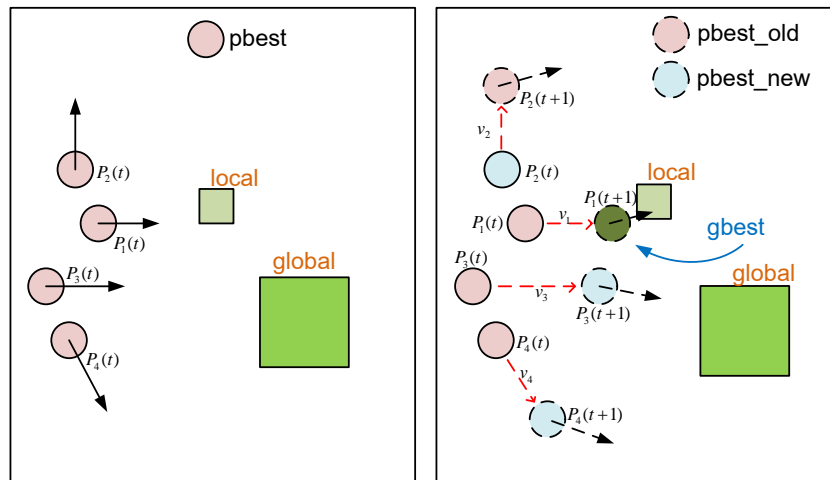 pbest
P₂(t)
local
P₁(t)
global
P₃(t)
P₄(t)
pbest_old
pbest_new
P₂(t+1)
v₂
P₂(t)
local
P₁(t+1)
P₁(t)
v₁
gbest
P₃(t)
global
v₃
P₃(t+1)
P₄(t)
v₄
P₄(t+1)